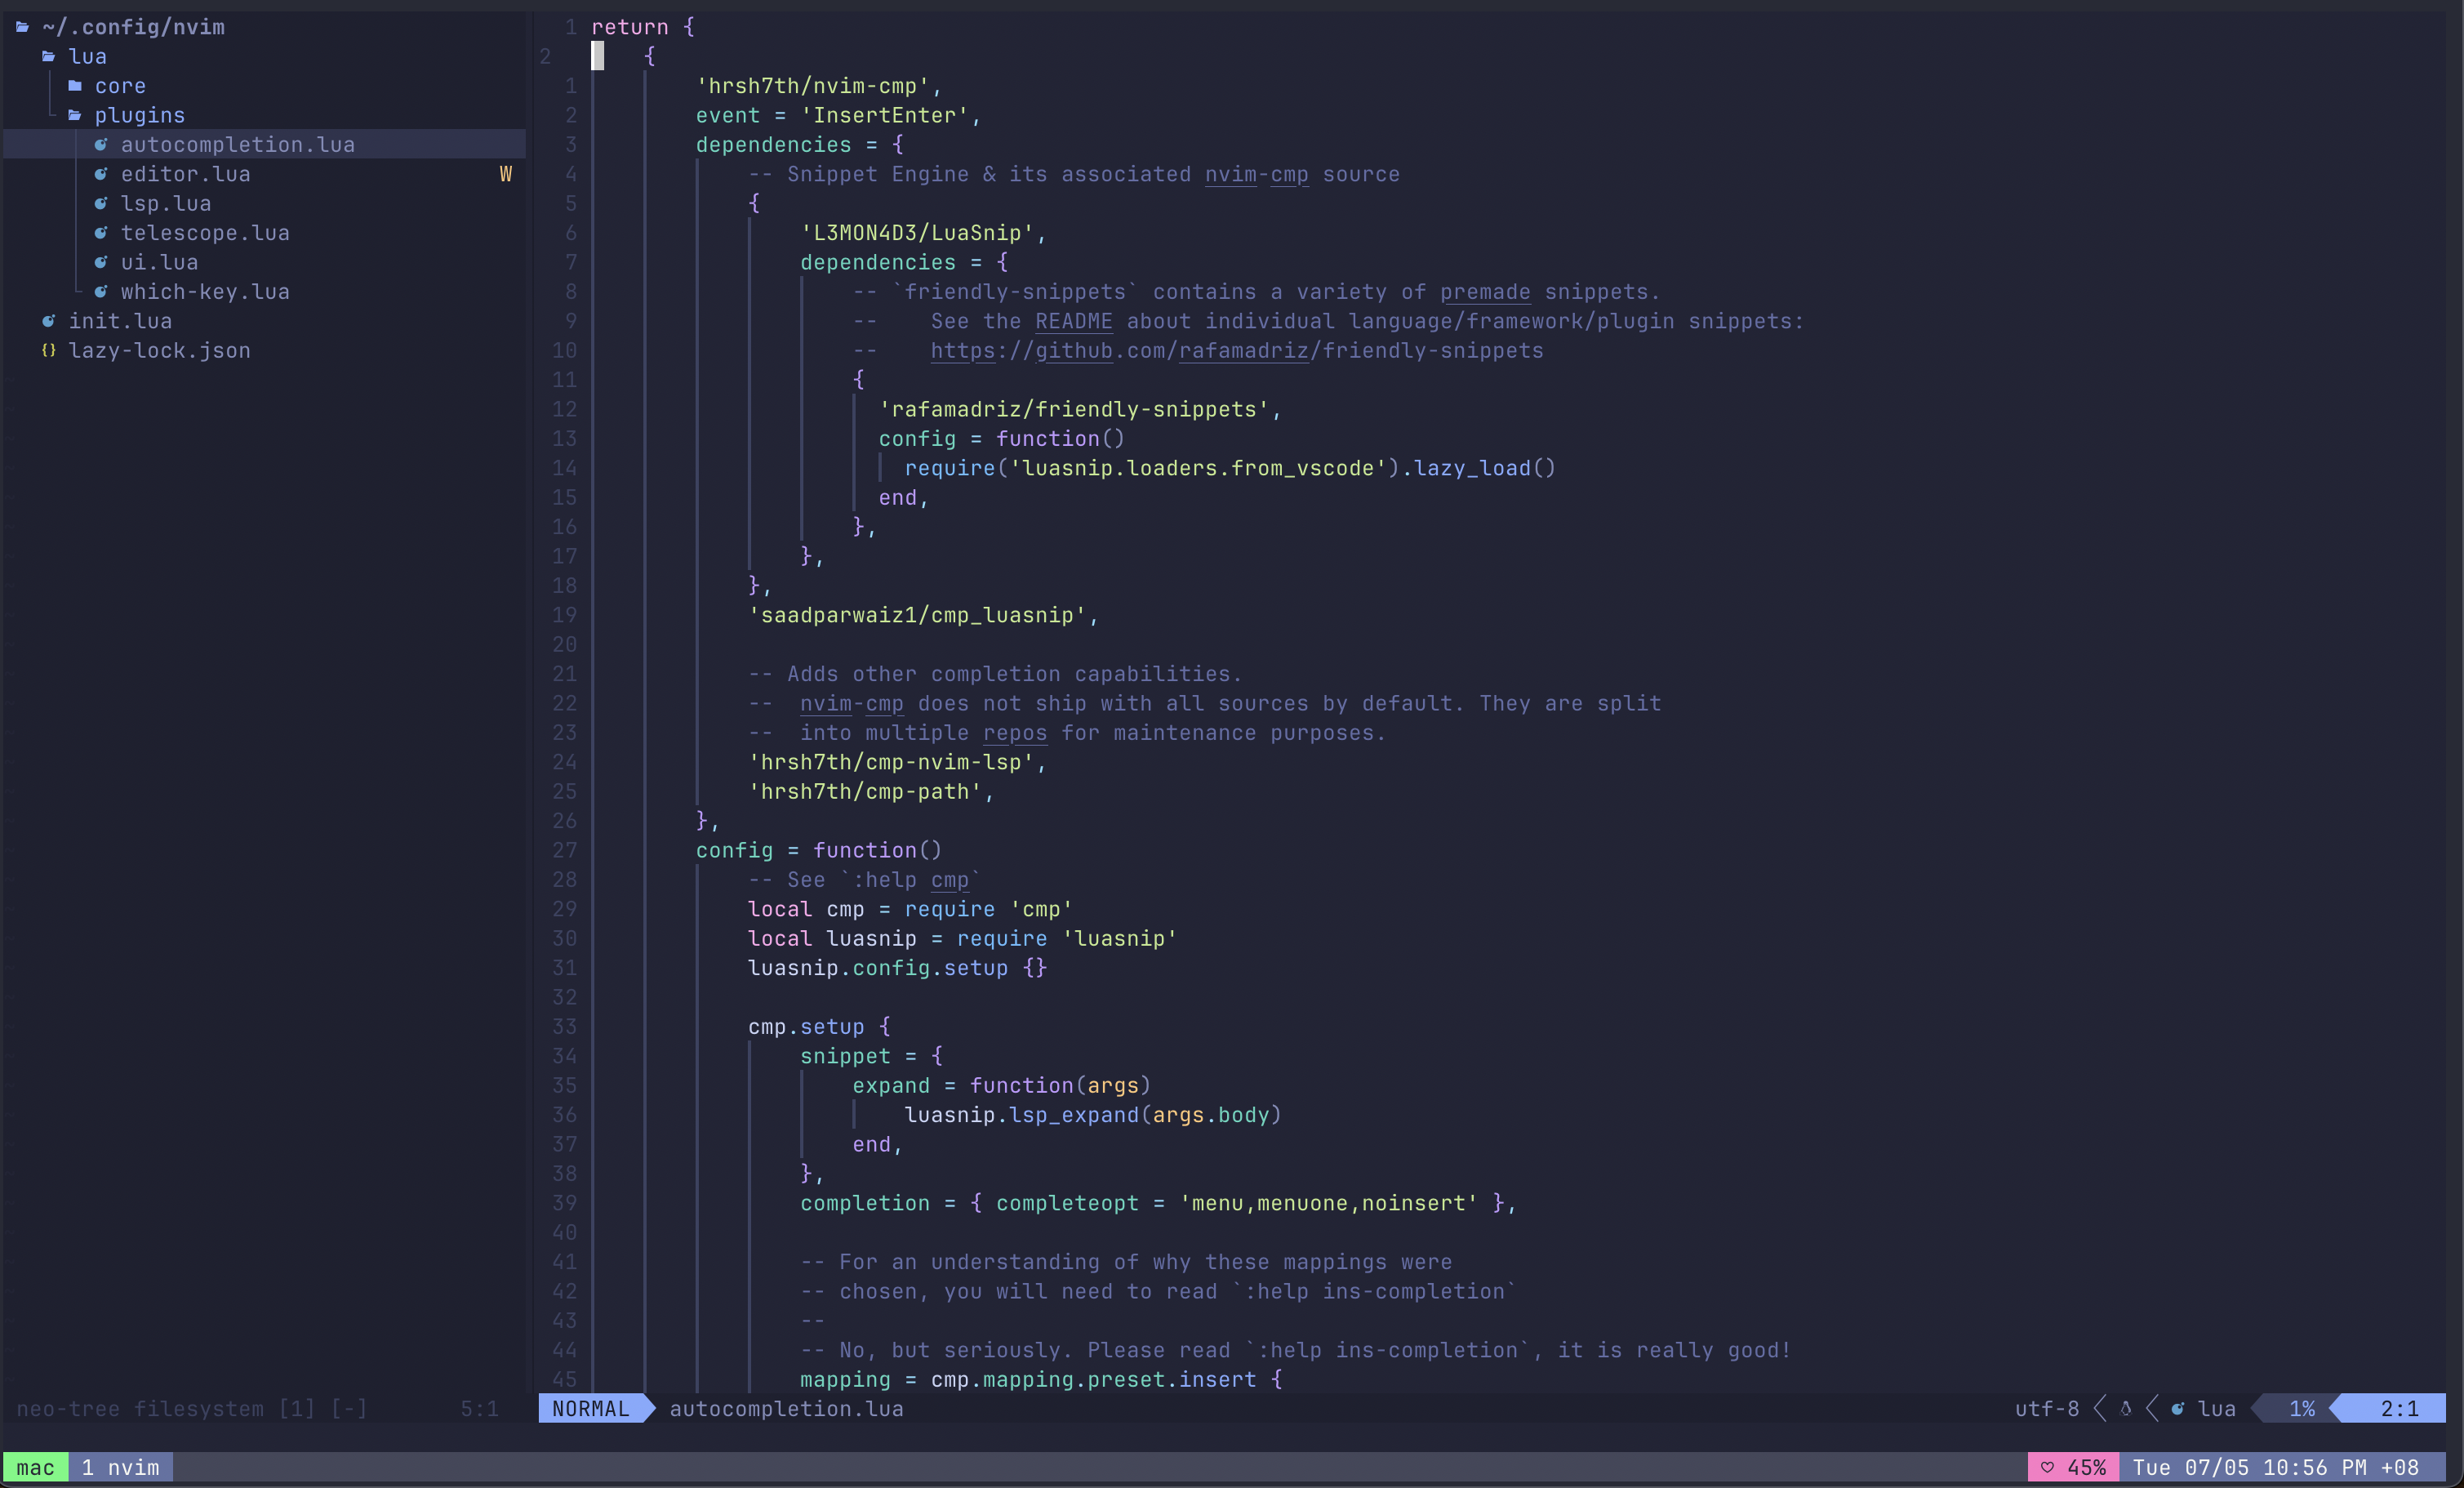 ~/.config/nvim
lua
core
plugins
autocompletion.lua
editor.lua W
lsp.lua
telescope.lua
ui.lua
which-key.lua
init.lua
{} lazy-lock.json
neo-tree filesystem [1] [-] 5:1
1 return {
2     {
1         'hrsh7th/nvim-cmp',
2         event = 'InsertEnter',
3         dependencies = {
4             -- Snippet Engine & its associated nvim-cmp source
5             {
6                 'L3MON4D3/LuaSnip',
7                 dependencies = {
8                     -- `friendly-snippets` contains a variety of premade snippets.
9                     --    See the README about individual language/framework/plugin snippets:
10                     --    https://github.com/rafamadriz/friendly-snippets
11                     {
12                       'rafamadriz/friendly-snippets',
13                       config = function()
14                         require('luasnip.loaders.from_vscode').lazy_load()
15                       end,
16                     },
17                 },
18             },
19             'saadparwaiz1/cmp_luasnip',
20
21             -- Adds other completion capabilities.
22             --  nvim-cmp does not ship with all sources by default. They are split
23             --  into multiple repos for maintenance purposes.
24             'hrsh7th/cmp-nvim-lsp',
25             'hrsh7th/cmp-path',
26         },
27         config = function()
28             -- See `:help cmp`
29             local cmp = require 'cmp'
30             local luasnip = require 'luasnip'
31             luasnip.config.setup {}
32
33             cmp.setup {
34                 snippet = {
35                     expand = function(args)
36                         luasnip.lsp_expand(args.body)
37                     end,
38                 },
39                 completion = { completeopt = 'menu,menuone,noinsert' },
40
41                 -- For an understanding of why these mappings were
42                 -- chosen, you will need to read `:help ins-completion`
43                 --
44                 -- No, but seriously. Please read `:help ins-completion`, it is really good!
45                 mapping = cmp.mapping.preset.insert {
NORMAL autocompletion.lua utf-8 lua 1% 2:1
mac 1 nvim ♡ 45% Tue 07/05 10:56 PM +08